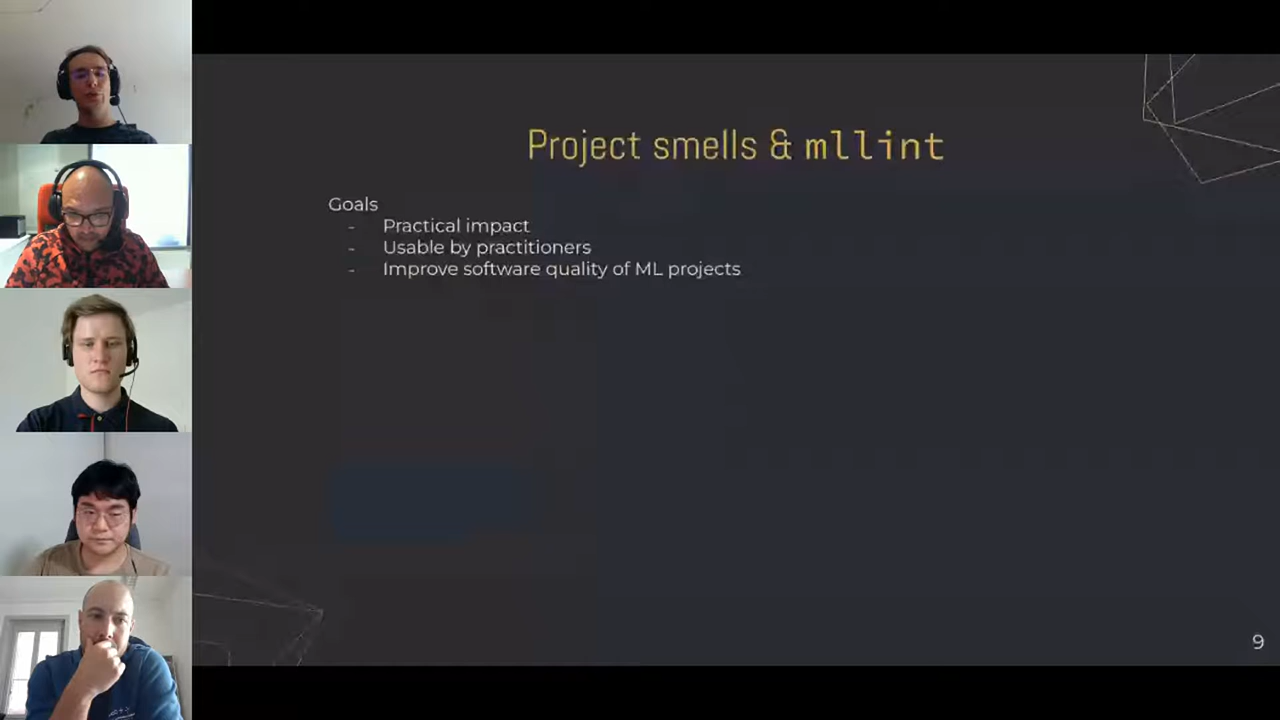 Project smells & mllint
Goals
- Practical impact
- Usable by practitioners
- Improve software quality of ML projects
9